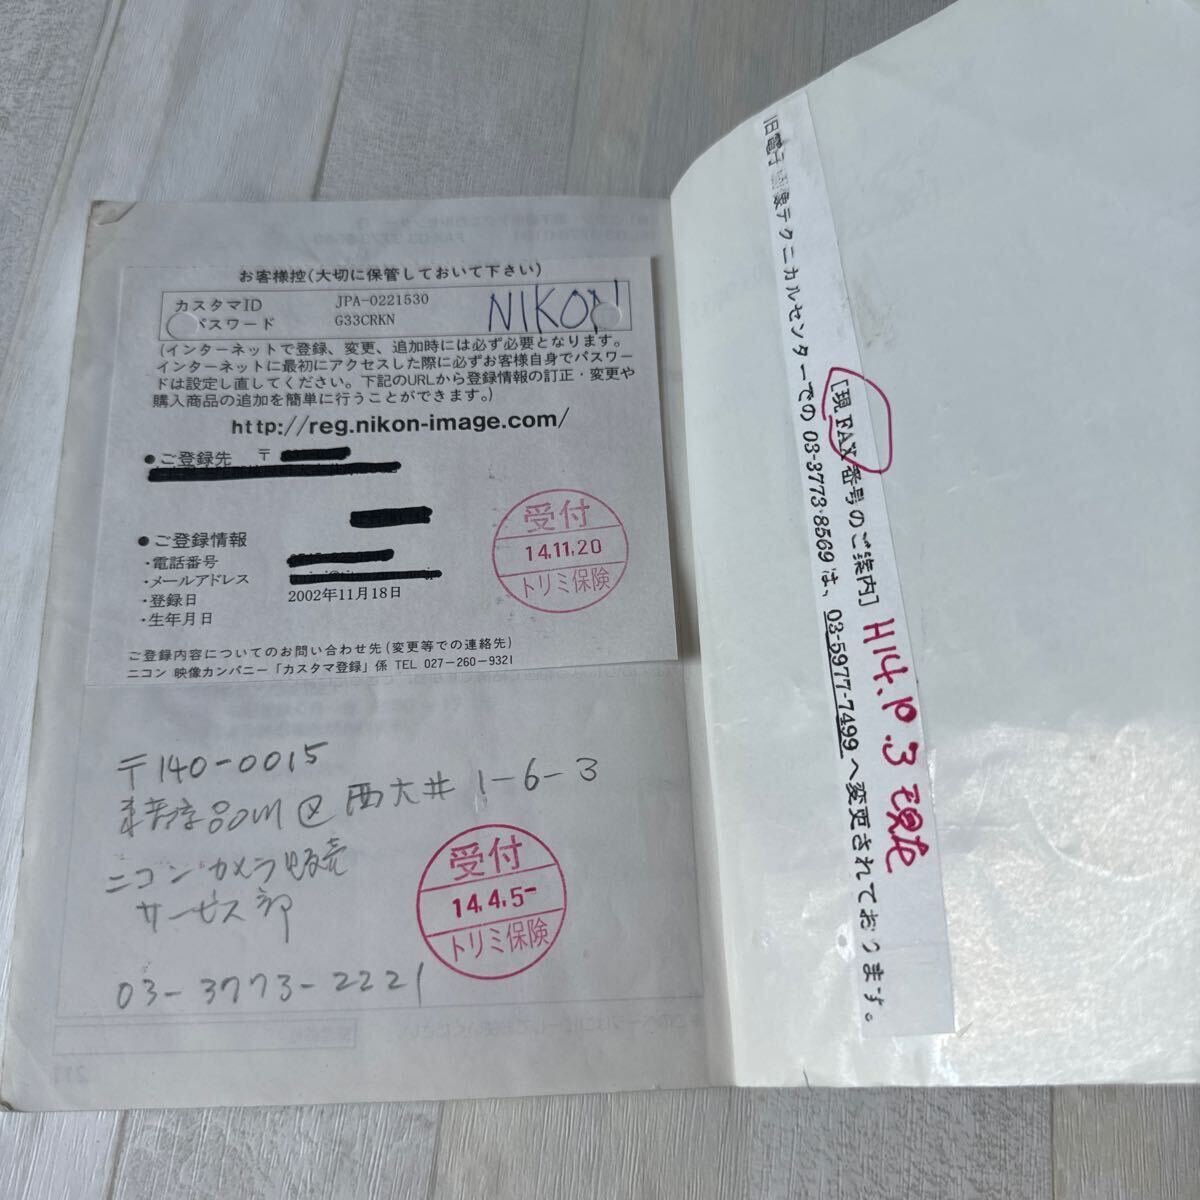 お客様控(大切に保管しておいて下さい)
カスタマID JPA-0221530
パスワード G33CRKN
NIKON
(インターネットで登録、変更、追加時には必ず必要となります。
インターネットに最初にアクセスした際に必ずお客様自身でパスワー
ドは設定し直してください。下記のURLから登録情報の訂正・変更や
購入商品の追加を簡単に行うことができます。)
http://reg.nikon-image.com/
●ご登録先 〒
●ご登録情報
・電話番号
・メールアドレス
・登録日 2002年11月18日
・生年月日
受付
14.11.20
トリミ保険
ご登録内容についてのお問い合わせ先(変更等での連絡先)
ニコン 映像カンパニー「カスタマ登録」係 TEL 027-260-9321
〒140-0015
東京都品川区西大井1-6-3
ニコンカメラ販売
サービス部
03-3773-2221
受付
14.4.5-
トリミ保険
[現FAX番号のご案内] H14.10.3現在
旧電子画像テクニカルセンターでの 03-3773-8569 は、03-5977-7499 へ変更されております。